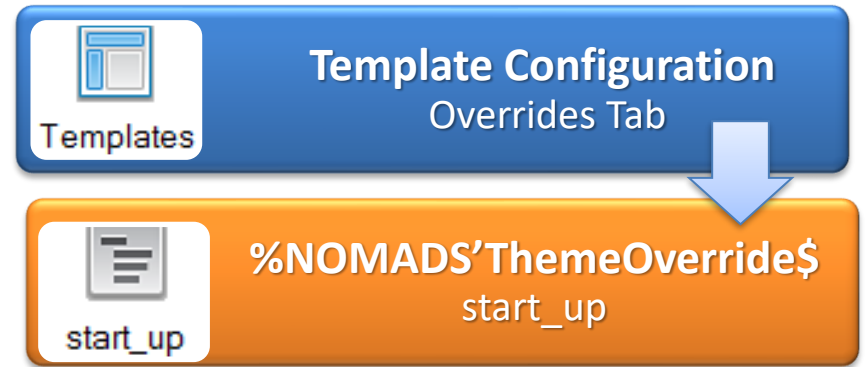 Templates
Template Configuration
Overrides Tab
start_up
%NOMADS’ThemeOverride$
start_up